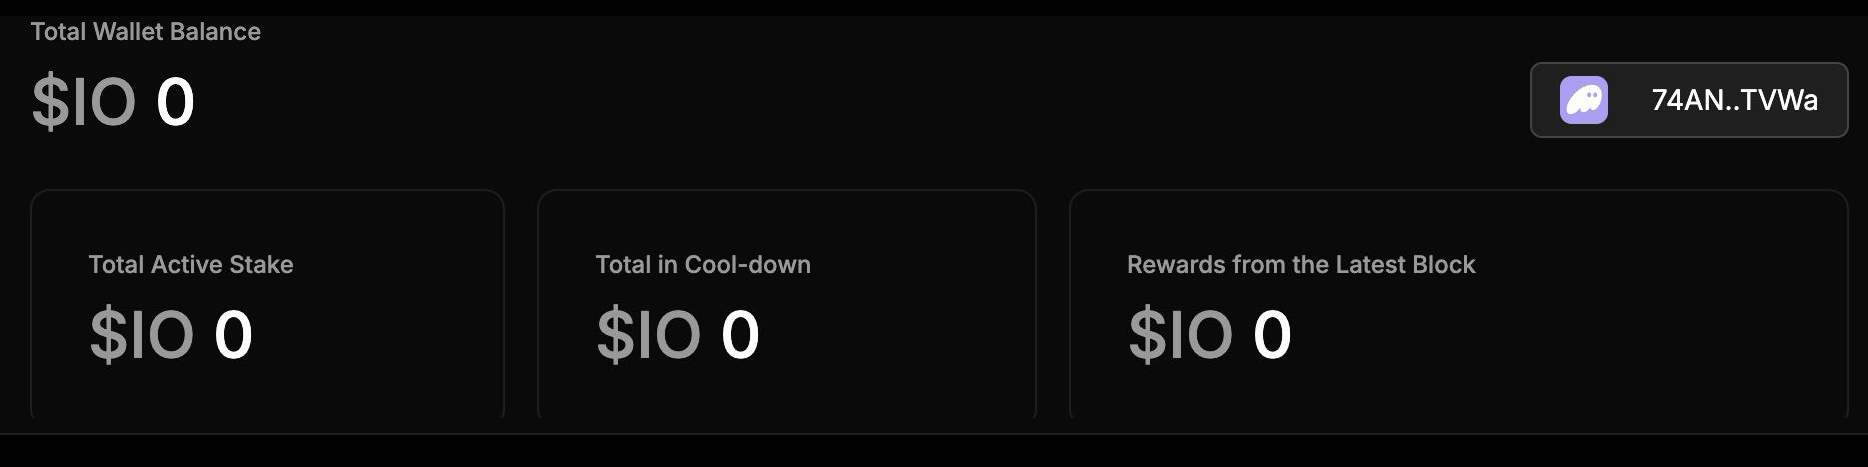 Total Wallet Balance
$IO 0
74AN..TVWa
Total Active Stake
$IO 0
Total in Cool-down
$IO 0
Rewards from the Latest Block
$IO 0